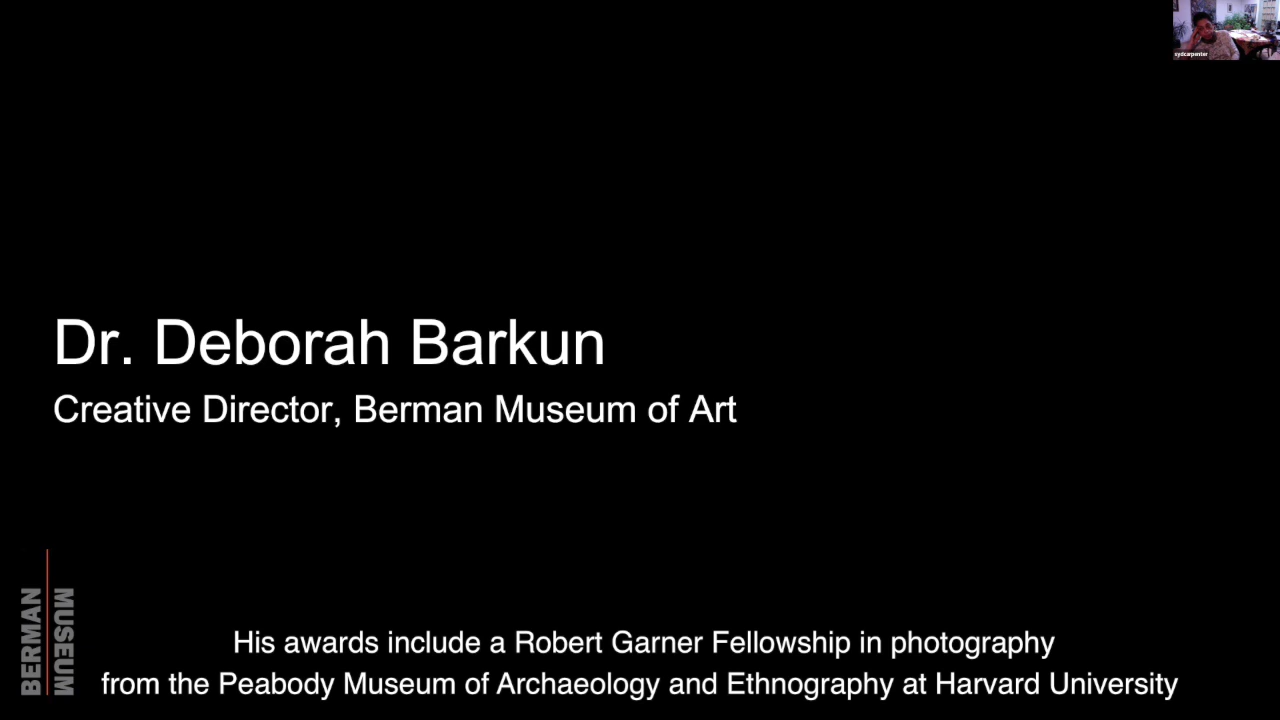 sydcarpenter
Dr. Deborah Barkun
Creative Director, Berman Museum of Art
BERMAN
MUSEUM
His awards include a Robert Garner Fellowship in photography
from the Peabody Museum of Archaeology and Ethnography at Harvard University